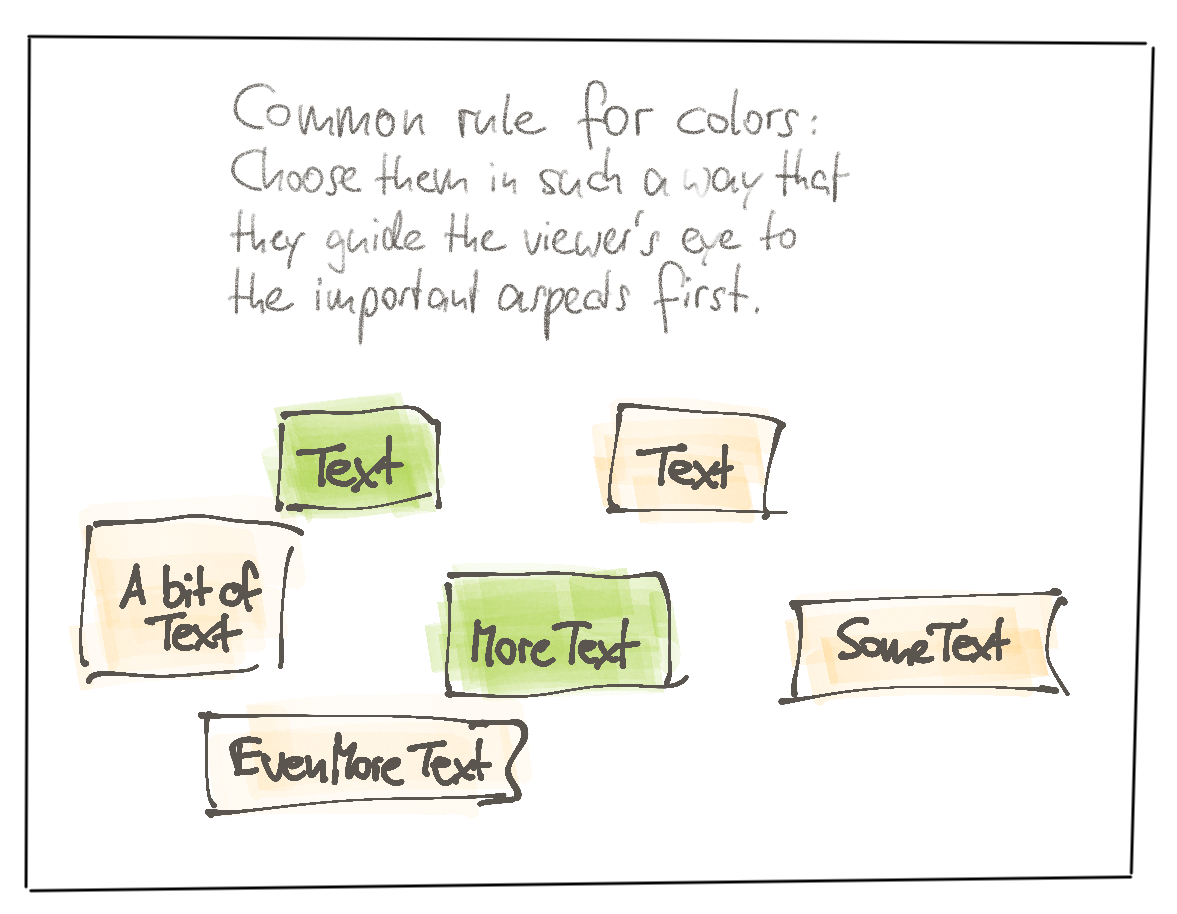 Common rule for colors:
Choose them in such a way that
they guide the viewer's eye to
the important aspects first.
Text
Text
A bit of
Text
More Text
Some Text
Even More Text